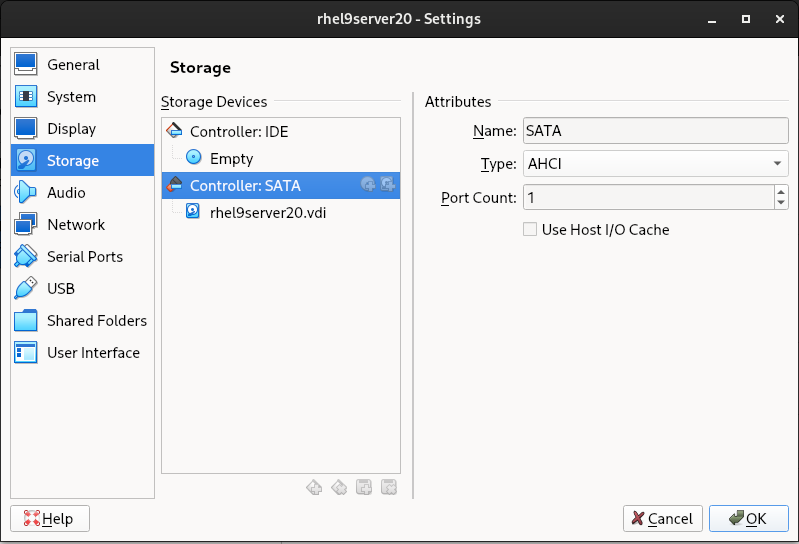 rhel9server20 - Settings
General
System
Display
Storage
Audio
Network
Serial Ports
USB
Shared Folders
User Interface
Storage
Storage Devices
Controller: IDE
Empty
Controller: SATA
rhel9server20.vdi
Attributes
Name: SATA
Type: AHCI
Port Count: 1
Use Host I/O Cache
Help
Cancel
OK